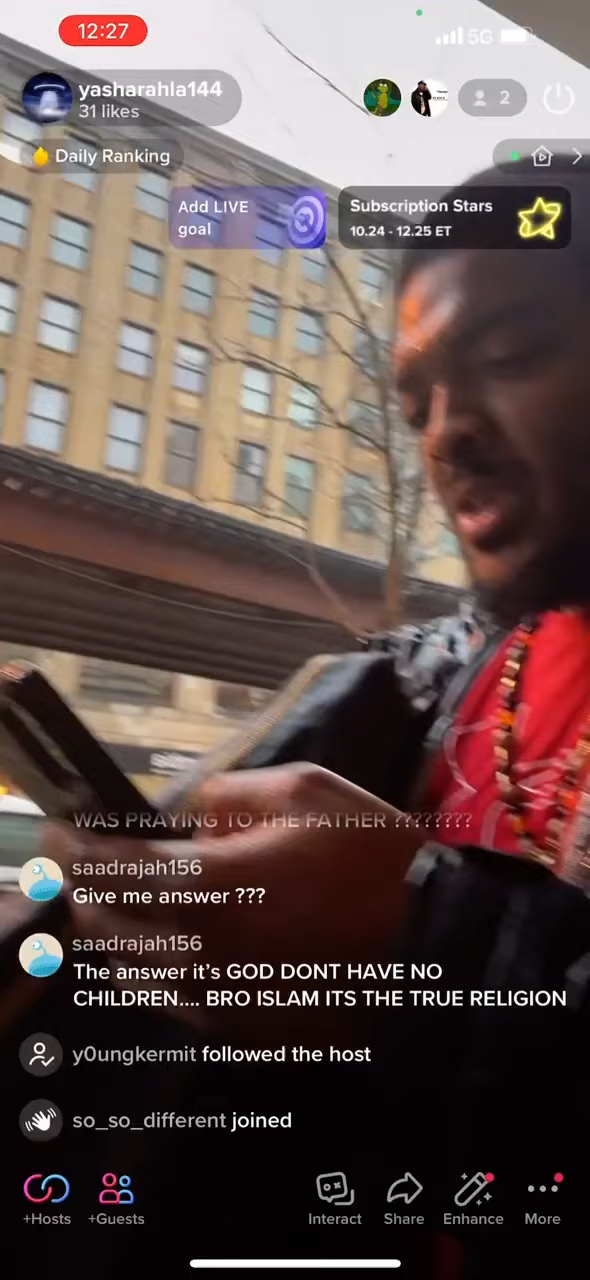 12:27
5G
yasharahla144
31 likes
2
Daily Ranking
Add LIVE
goal
Subscription Stars
10.24 - 12.25 ET
WAS PRAYING TO THE FATHER ????????
saadrajah156
Give me answer ???
saadrajah156
The answer it's GOD DONT HAVE NO
CHILDREN.... BRO ISLAM ITS THE TRUE RELIGION
y0ungkermit followed the host
so_so_different joined
+Hosts
+Guests
Interact
Share
Enhance
More